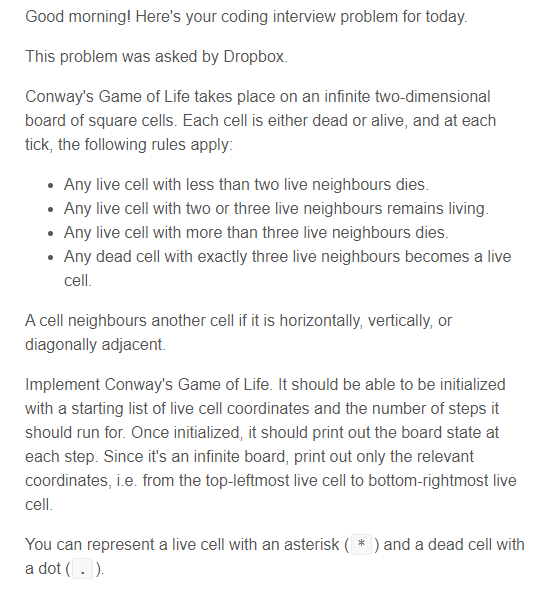 Good morning! Here's your coding interview problem for today.
This problem was asked by Dropbox.
Conway's Game of Life takes place on an infinite two-dimensional
board of square cells. Each cell is either dead or alive, and at each
tick, the following rules apply:
• Any live cell with less than two live neighbours dies.
• Any live cell with two or three live neighbours remains living.
• Any live cell with more than three live neighbours dies.
• Any dead cell with exactly three live neighbours becomes a live
cell.
A cell neighbours another cell if it is horizontally, vertically, or
diagonally adjacent.
Implement Conway's Game of Life. It should be able to be initialized
with a starting list of live cell coordinates and the number of steps it
should run for. Once initialized, it should print out the board state at
each step. Since it's an infinite board, print out only the relevant
coordinates, i.e. from the top-leftmost live cell to bottom-rightmost live
cell.
You can represent a live cell with an asterisk ( * ) and a dead cell with
a dot ( . ).